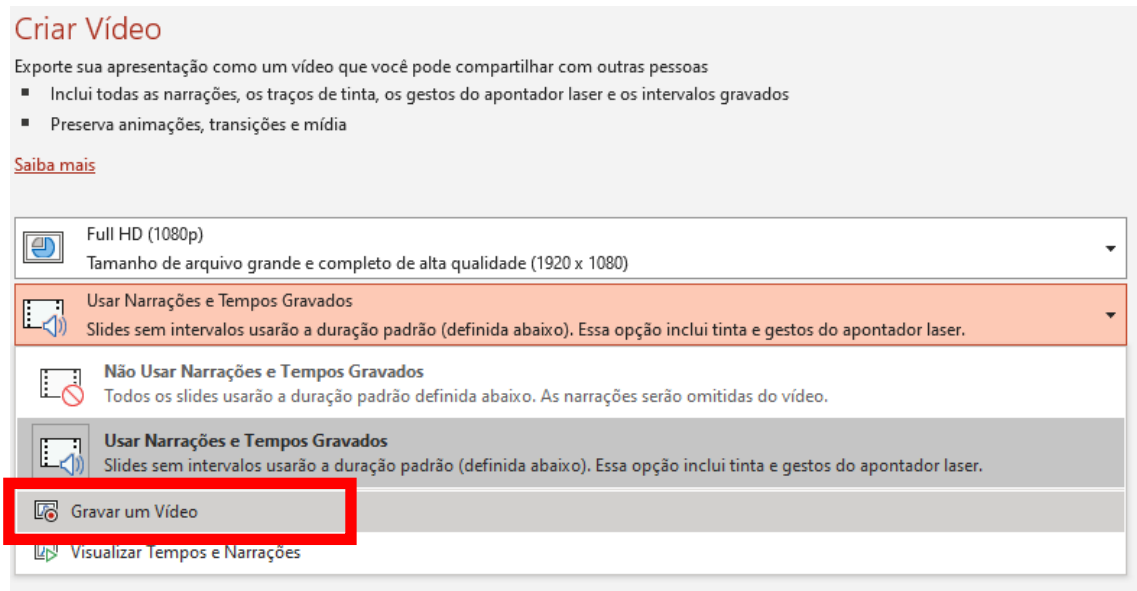 Criar Vídeo
Exporte sua apresentação como um vídeo que você pode compartilhar com outras pessoas
▪ Inclui todas as narrações, os traços de tinta, os gestos do apontador laser e os intervalos gravados
▪ Preserva animações, transições e mídia
Saiba mais
Full HD (1080p)
Tamanho de arquivo grande e completo de alta qualidade (1920 x 1080)
Usar Narrações e Tempos Gravados
Slides sem intervalos usarão a duração padrão (definida abaixo). Essa opção inclui tinta e gestos do apontador laser.
Não Usar Narrações e Tempos Gravados
Todos os slides usarão a duração padrão definida abaixo. As narrações serão omitidas do vídeo.
Usar Narrações e Tempos Gravados
Slides sem intervalos usarão a duração padrão (definida abaixo). Essa opção inclui tinta e gestos do apontador laser.
Gravar um Vídeo
Visualizar Tempos e Narrações